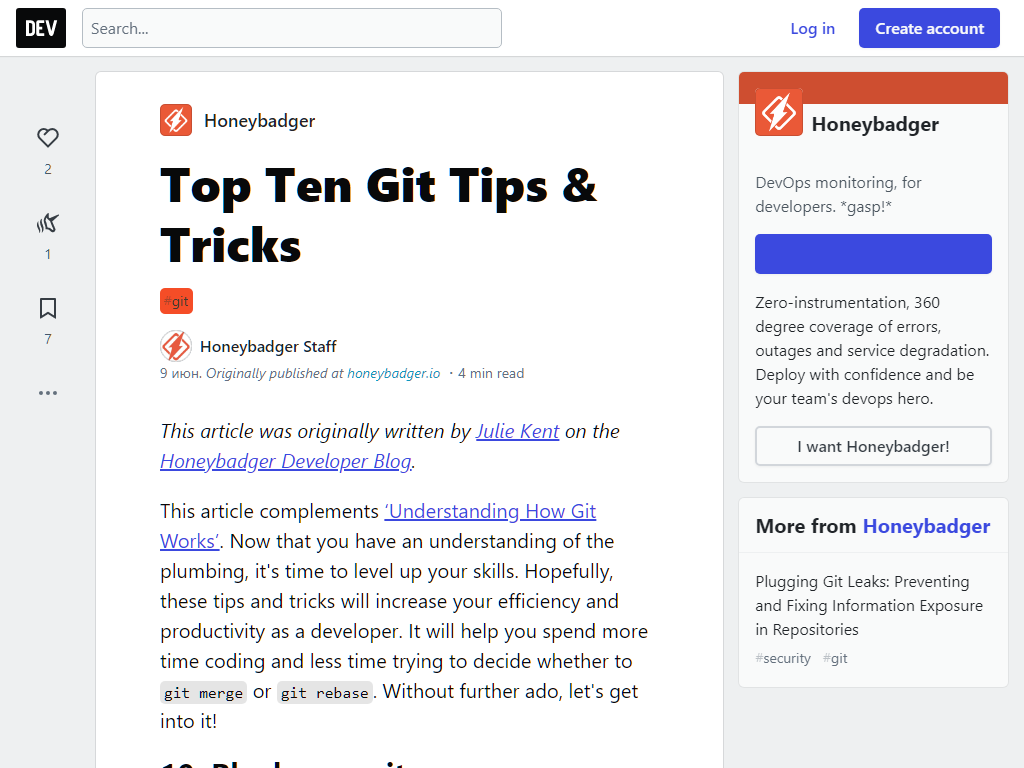 DEV
Search...
Log in
Create account
2
1
7
Honeybadger
Top Ten Git Tips &
Tricks
#git
Honeybadger Staff
9 июн. Originally published at honeybadger.io ・4 min read
This article was originally written by Julie Kent on the
Honeybadger Developer Blog.
This article complements ‘Understanding How Git
Works’. Now that you have an understanding of the
plumbing, it's time to level up your skills. Hopefully,
these tips and tricks will increase your efficiency and
productivity as a developer. It will help you spend more
time coding and less time trying to decide whether to
git merge or git rebase. Without further ado, let's get
into it!
Honeybadger
DevOps monitoring, for
developers. *gasp!*
Zero-instrumentation, 360
degree coverage of errors,
outages and service degradation.
Deploy with confidence and be
your team's devops hero.
I want Honeybadger!
More from Honeybadger
Plugging Git Leaks: Preventing
and Fixing Information Exposure
in Repositories
#security #git